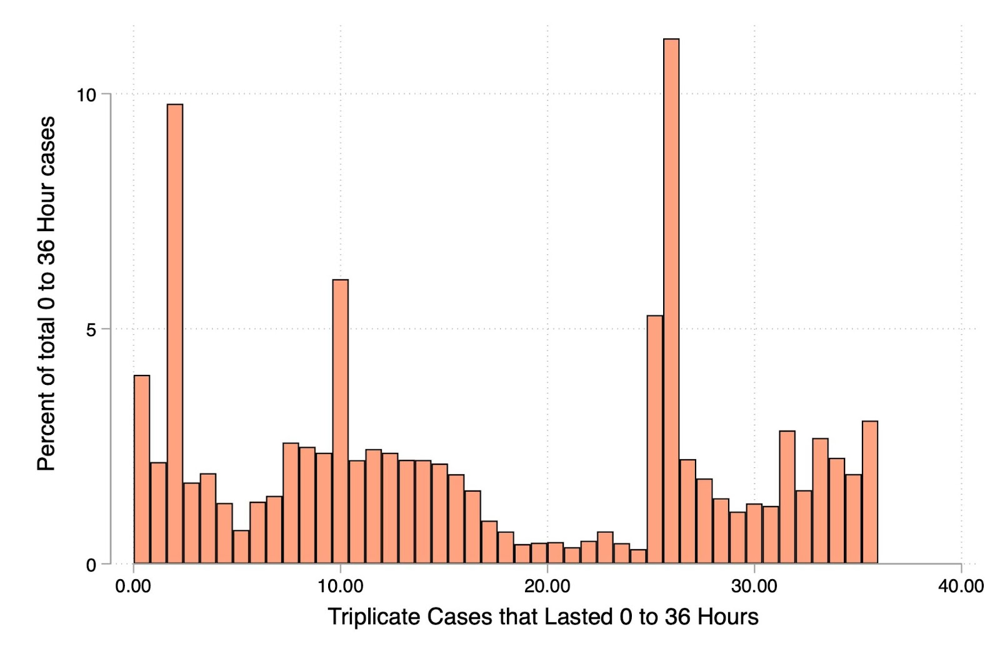 Percent of total 0 to 36 Hour cases
10
5
0
0.00 10.00 20.00 30.00 40.00
Triplicate Cases that Lasted 0 to 36 Hours